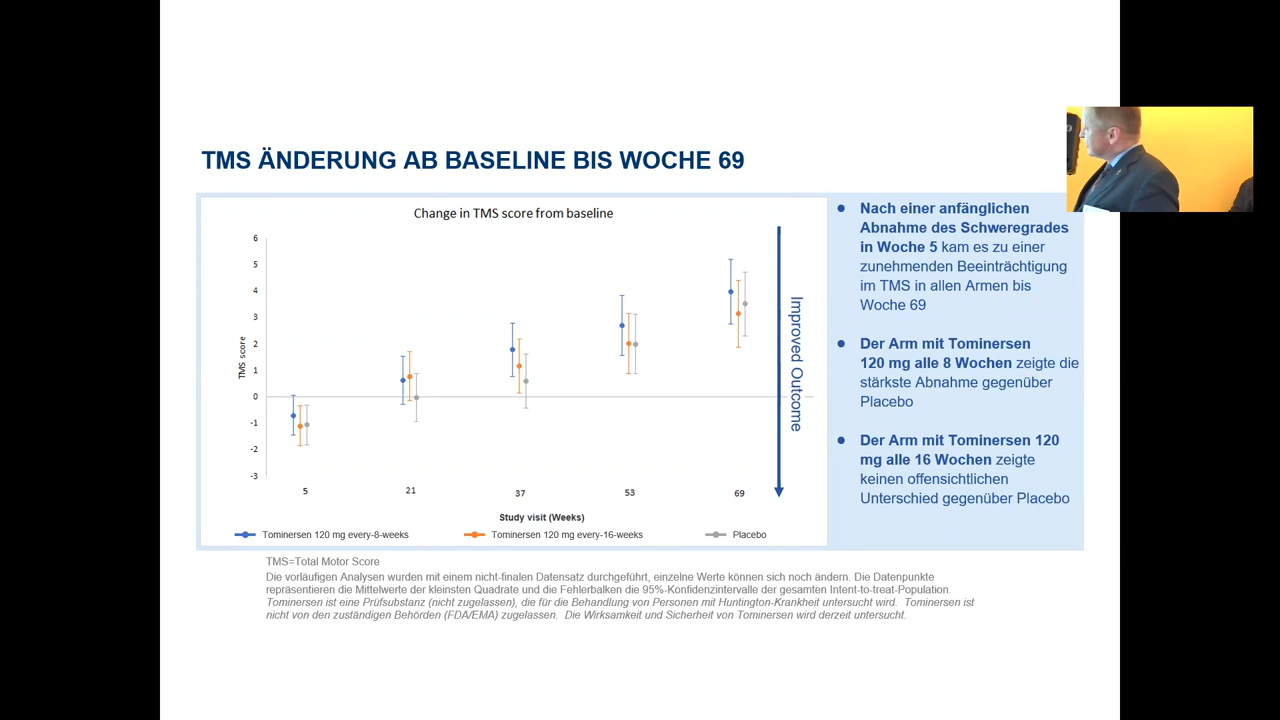 TMS ÄNDERUNG AB BASELINE BIS WOCHE 69
Change in TMS score from baseline
6
5
4
3
2
1
0
-1
-2
-3
TMS score
5
21
37
53
69
Study visit (Weeks)
Tominersen 120 mg every-8-weeks
Tominersen 120 mg every-16-weeks
Placebo
Improved Outcome
● Nach einer anfänglichen
Abnahme des Schweregrades
in Woche 5 kam es zu einer
zunehmenden Beeinträchtigung
im TMS in allen Armen bis
Woche 69
● Der Arm mit Tominersen
120 mg alle 8 Wochen zeigte die
stärkste Abnahme gegenüber
Placebo
● Der Arm mit Tominersen 120
mg alle 16 Wochen zeigte
keinen offensichtlichen
Unterschied gegenüber Placebo
TMS=Total Motor Score
Die vorläufigen Analysen wurden mit einem nicht-finalen Datensatz durchgeführt, einzelne Werte können sich noch ändern. Die Datenpunkte
repräsentieren die Mittelwerte der kleinsten Quadrate und die Fehlerbalken die 95%-Konfidenzintervalle der gesamten Intent-to-treat-Population.
Tominersen ist eine Prüfsubstanz (nicht zugelassen), die für die Behandlung von Personen mit Huntington-Krankheit untersucht wird. Tominersen ist
nicht von den zuständigen Behörden (FDA/EMA) zugelassen. Die Wirksamkeit und Sicherheit von Tominersen wird derzeit untersucht.